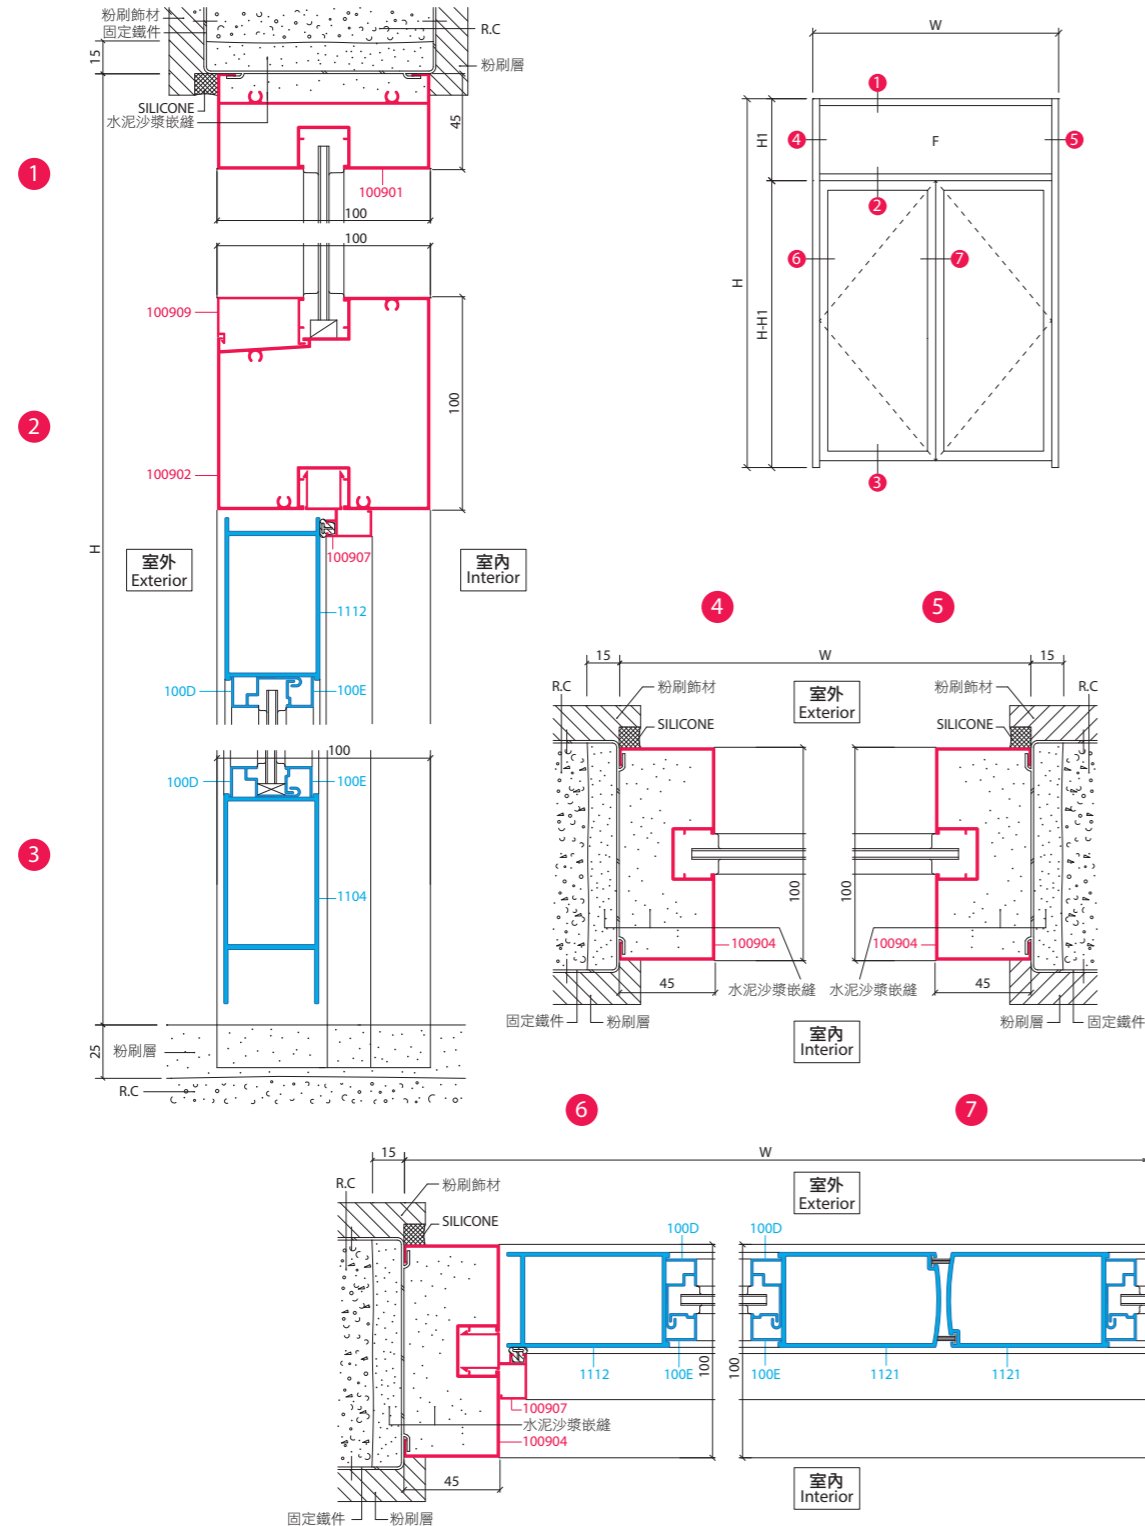 粉刷飾材
固定鐵件
R.C
15
粉刷層
SILICONE
水泥沙漿嵌縫
45
1
100901
100
100
100909
100
2
100902
H
100907
室外
Exterior
室內
Interior
1112
100D
100E
100
100D
100E
3
1104
25
粉刷層
R.C
W
1
H1
4
F
5
2
H
6
7
H-H1
3
4
5
15
W
15
R.C
粉刷飾材
室外
Exterior
粉刷飾材
R.C
SILICONE
SILICONE
100
100
100904
100904
45
水泥沙漿嵌縫
水泥沙漿嵌縫
45
固定鐵件
粉刷層
室內
Interior
粉刷層
固定鐵件
6
7
15
W
R.C
粉刷飾材
室外
Exterior
SILICONE
100D
100D
100
100
1112
100E
100E
1121
1121
100907
水泥沙漿嵌縫
100904
45
室內
Interior
固定鐵件
粉刷層